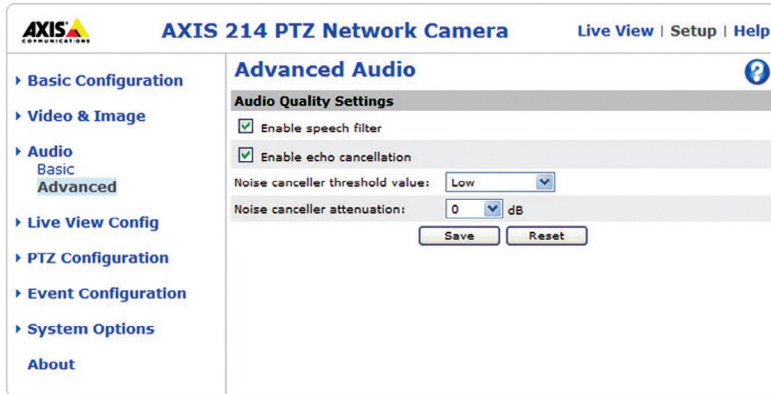 AXIS
COMMUNICATIONS
AXIS 214 PTZ Network Camera
Live View | Setup | Help
Basic Configuration
Video & Image
Audio
Basic
Advanced
Live View Config
PTZ Configuration
Event Configuration
System Options
About
Advanced Audio
?
Audio Quality Settings
Enable speech filter
Enable echo cancellation
Noise canceller threshold value: Low
Noise canceller attenuation: 0 dB
Save Reset